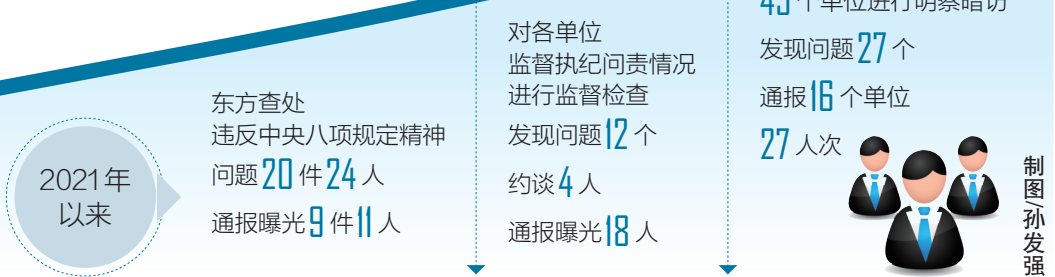 2021年
以来
东方查处
违反中央八项规定精神
问题20件24人
通报曝光9件11人
对各单位
监督执纪问责情况
进行监督检查
发现问题12个
约谈4人
通报曝光18人
个单位进行明察暗访
发现问题27个
通报16个单位
27人次
制图/孙发强